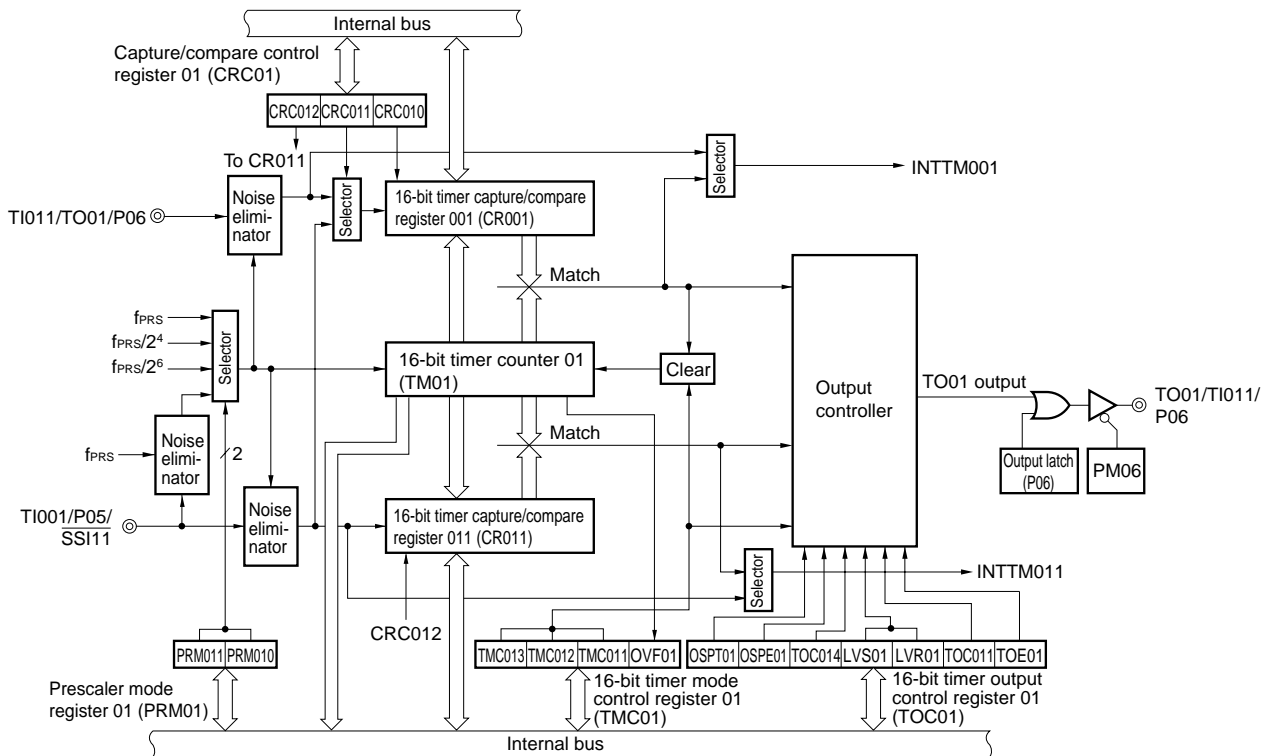 Internal bus
Capture/compare control
register 01 (CRC01)
CRC012 CRC011 CRC010
To CR011
Selector
INTTM001
TI011/TO01/P06
Noise
elimi-
nator
Selector
16-bit timer capture/compare
register 001 (CR001)
Match
fPRS
fPRS/2⁴
fPRS/2⁶
Selector
16-bit timer counter 01
(TM01)
Clear
Output
controller
TO01 output
TO01/TI011/
P06
fPRS
Noise
elimi-
nator
2
Match
Output latch
(P06)
PM06
TI001/P05/
SSI11
Noise
elimi-
nator
16-bit timer capture/compare
register 011 (CR011)
Selector
INTTM011
CRC012
PRM011 PRM010
TMC013 TMC012 TMC011 OVF01
OSPT01 OSPE01 TOC014 LVS01 LVR01 TOC011 TOE01
Prescaler mode
register 01 (PRM01)
16-bit timer mode
control register 01
(TMC01)
16-bit timer output
control register 01
(TOC01)
Internal bus